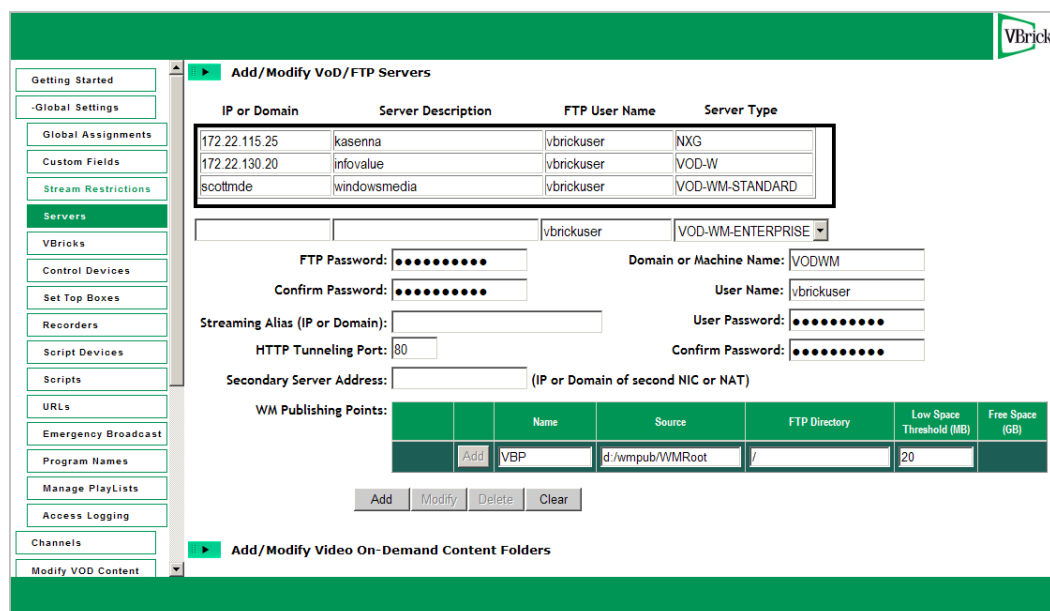 VBrick
Getting Started
-Global Settings
Global Assignments
Custom Fields
Stream Restrictions
Servers
VBricks
Control Devices
Set Top Boxes
Recorders
Script Devices
Scripts
URLs
Emergency Broadcast
Program Names
Manage PlayLists
Access Logging
Channels
Modify VOD Content
Add/Modify VoD/FTP Servers
IP or Domain Server Description FTP User Name Server Type
172.22.115.25 kasenna vbrickuser NXG
172.22.130.20 infovalue vbrickuser VOD-W
scottmde windowsmedia vbrickuser VOD-WM-STANDARD
vbrickuser VOD-WM-ENTERPRISE
FTP Password: ●●●●●●●●●● Domain or Machine Name: VODWM
Confirm Password: ●●●●●●●●●● User Name: vbrickuser
Streaming Alias (IP or Domain): User Password: ●●●●●●●●●●
HTTP Tunneling Port: 80 Confirm Password: ●●●●●●●●●●
Secondary Server Address: (IP or Domain of second NIC or NAT)
WM Publishing Points:
Name Source FTP Directory Low Space Threshold (MB) Free Space (GB)
Add VBP d:/wmpub/WMRoot / 20
Add Modify Delete Clear
Add/Modify Video On-Demand Content Folders